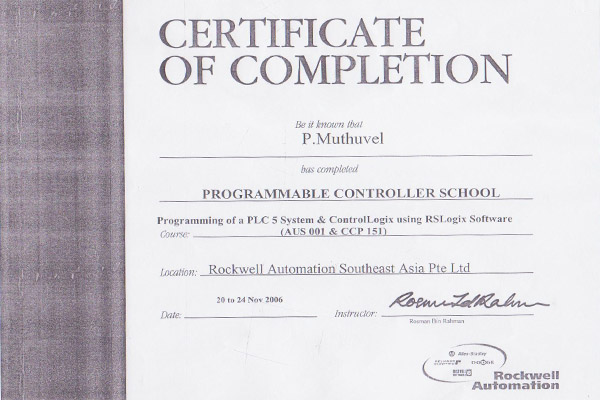 CERTIFICATE
OF COMPLETION
Be it known that
P.Muthuvel
has completed
PROGRAMMABLE CONTROLLER SCHOOL
Programming of a PLC 5 System & ControlLogix using RSLogix Software
Course: (AUS 001 & CCP 151)
Location: Rockwell Automation Southeast Asia Pte Ltd
Date: 20 to 24 Nov 2006 Instructor:
Rosman Bin Rahman
Allen-Bradley
Rockwell
Automation